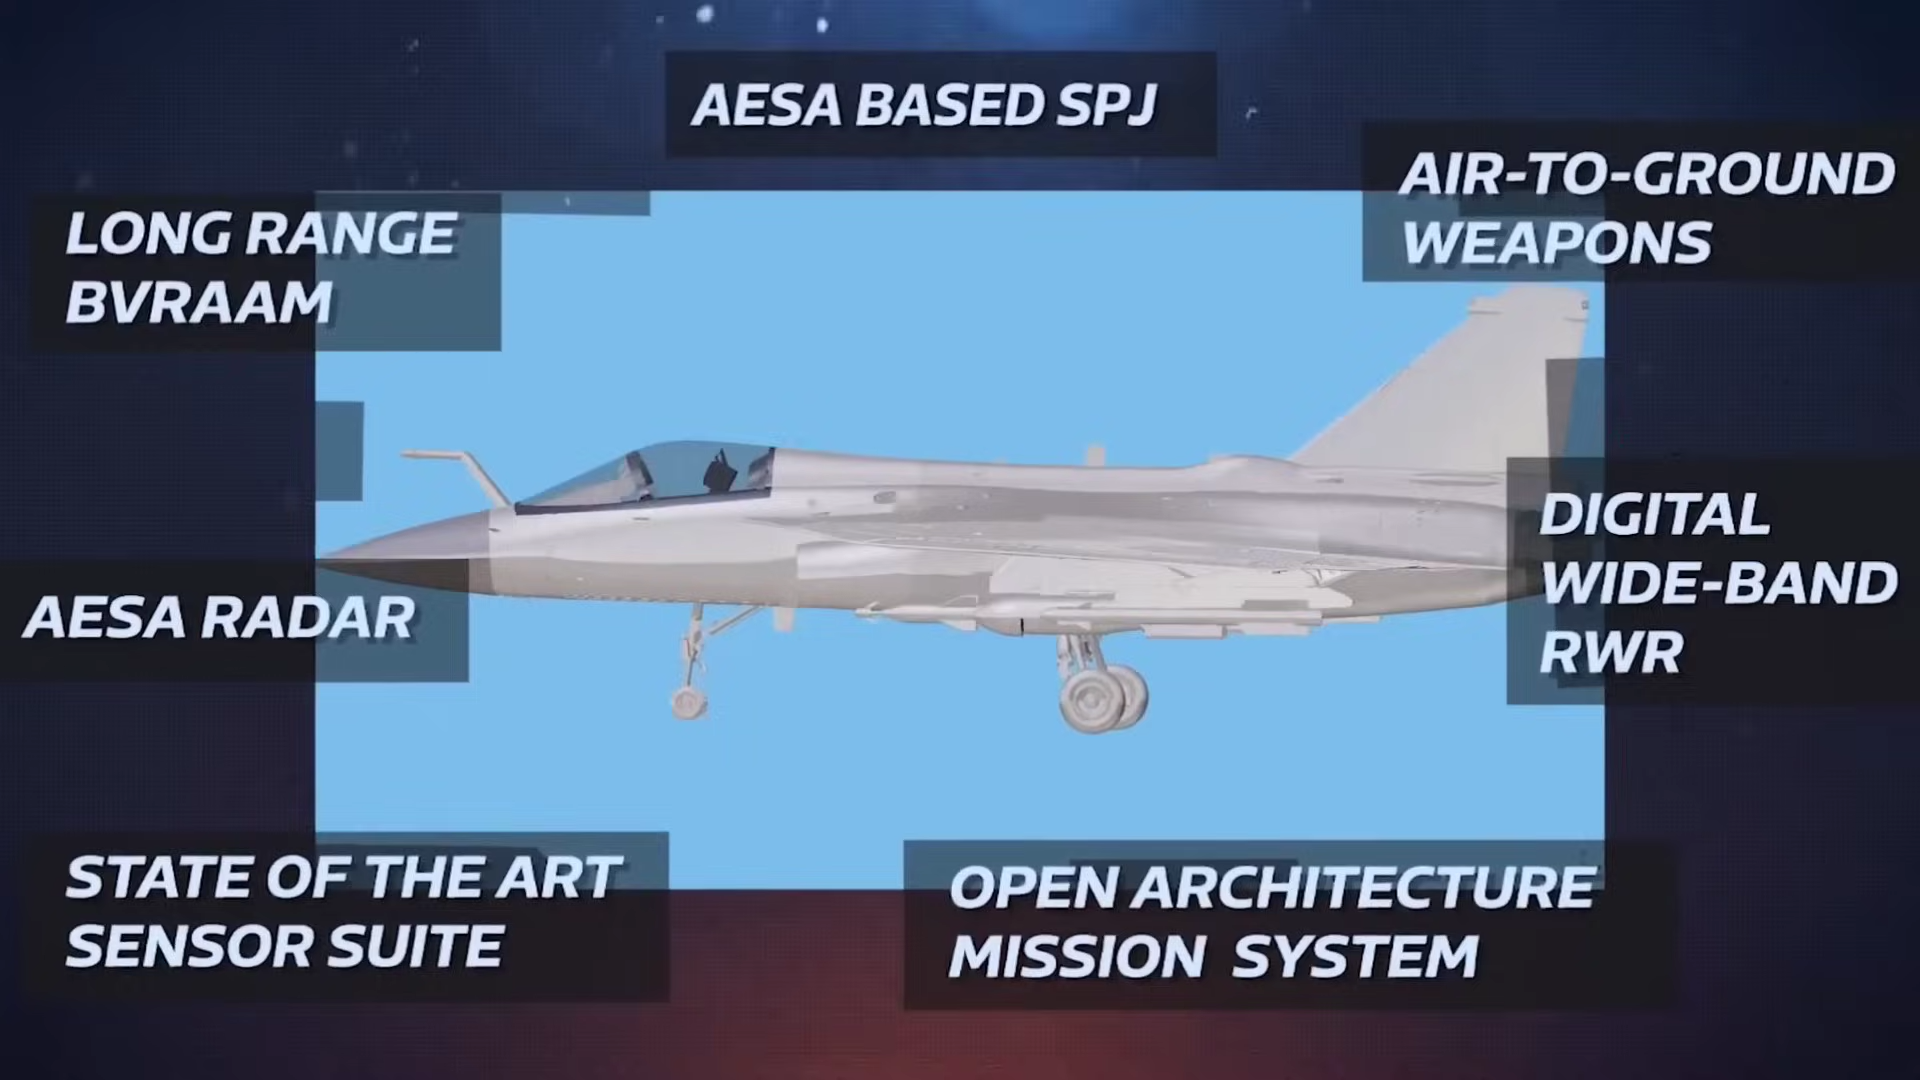 AESA BASED SPJ
AIR-TO-GROUND
WEAPONS
LONG RANGE
BVRAAM
DIGITAL
WIDE-BAND
RWR
AESA RADAR
STATE OF THE ART
SENSOR SUITE
OPEN ARCHITECTURE
MISSION SYSTEM